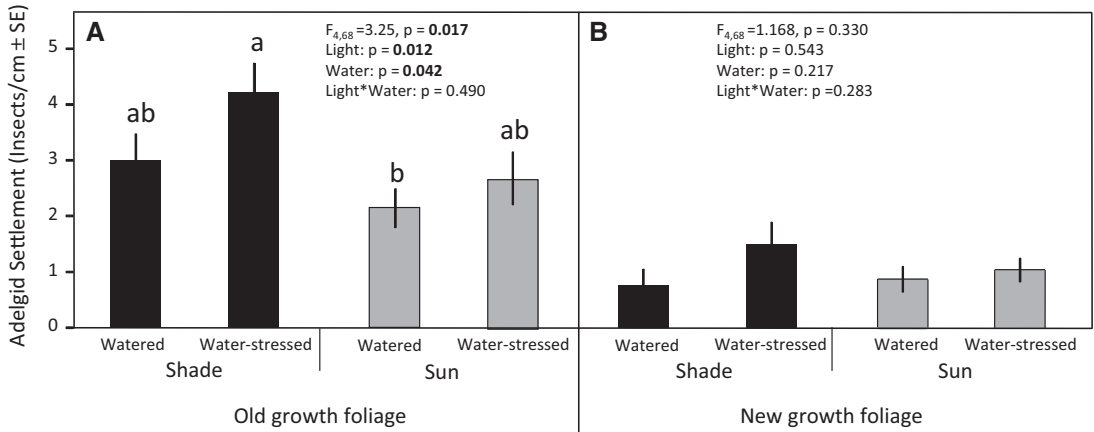 Adelgid Settlement (Insects/cm ± SE)
5
4
3
2
1
0
A
F4,68 =3.25, p = 0.017
Light: p = 0.012
Water: p = 0.042
Light*Water: p = 0.490
ab
a
b
ab
Watered
Water-stressed
Watered
Water-stressed
Shade
Sun
Old growth foliage
B
F4,68 =1.168, p = 0.330
Light: p = 0.543
Water: p = 0.217
Light*Water: p =0.283
Watered
Water-stressed
Watered
Water-stressed
Shade
Sun
New growth foliage